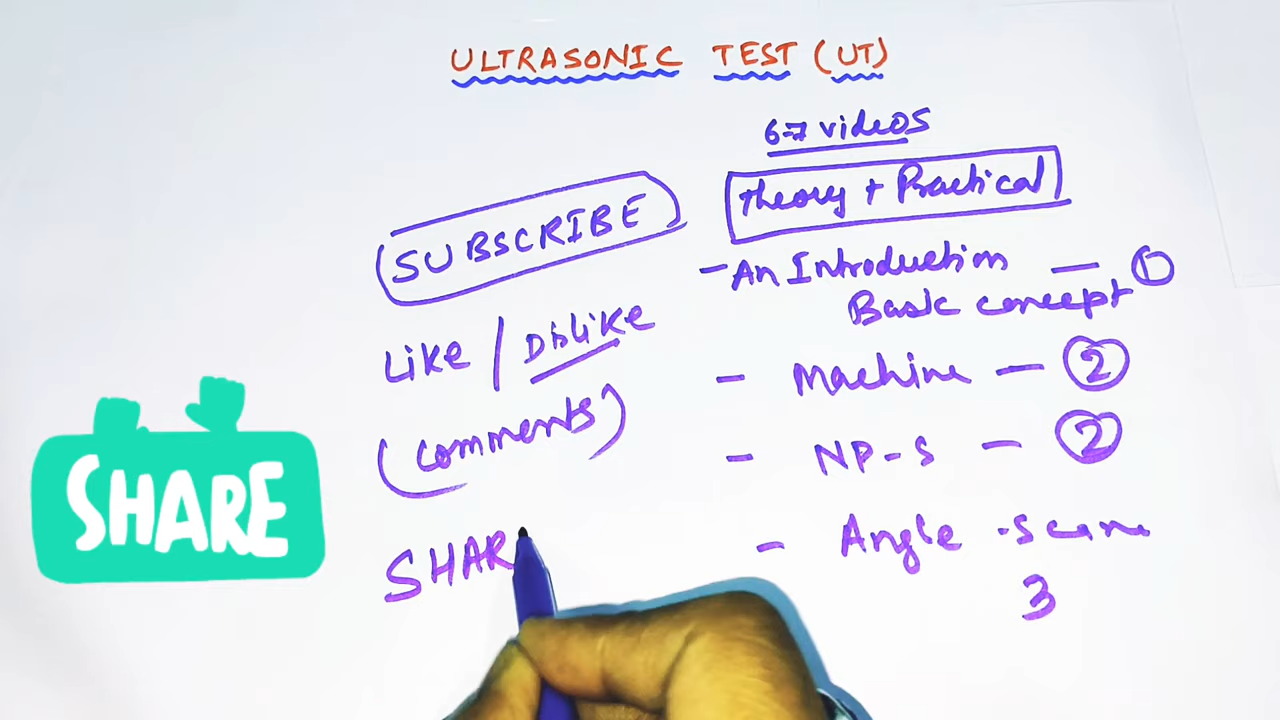 ULTRASONIC TEST (UT)
6-7 videos
Theory + Practical
- An Introduction — 1
Basic concept
- Machine — 2
- NP-S — 2
- Angle - Scan
3
SUBSCRIBE
Like / Dislike
(comments)
SHAR
SHARE